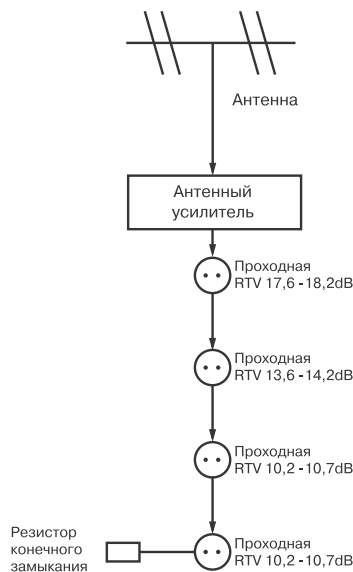 Антенна
Антенный
усилитель
Проходная
RTV 17,6 -18,2dB
Проходная
RTV 13,6 -14,2dB
Проходная
RTV 10,2 -10,7dB
Резистор
конечного
замыкания
Проходная
RTV 10,2 -10,7dB